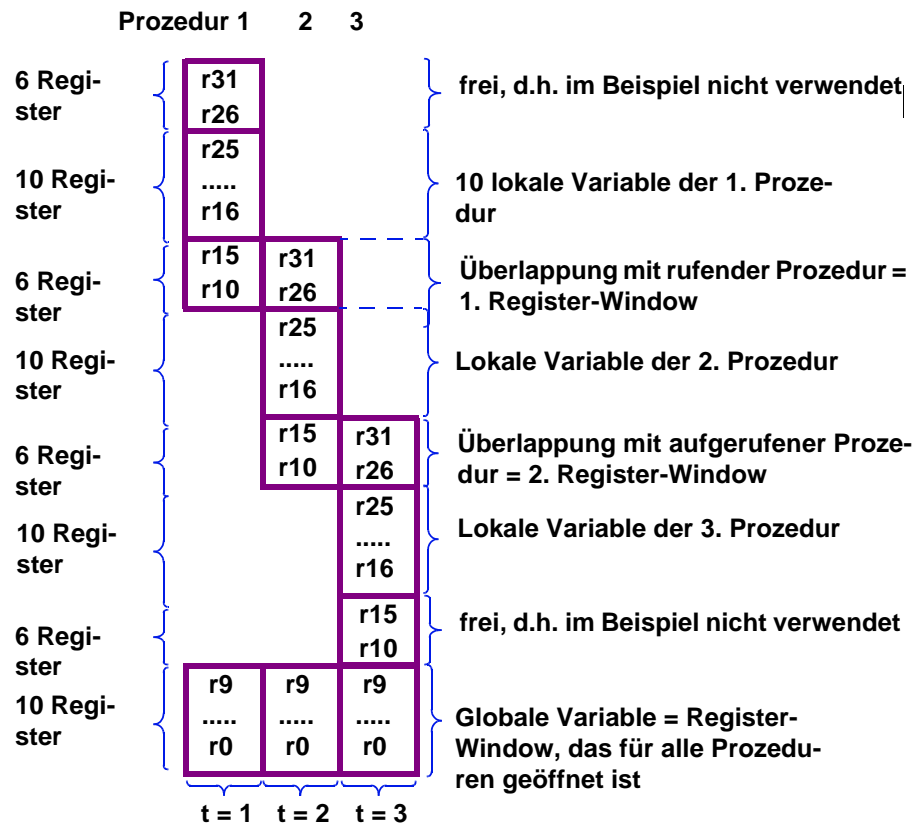 Prozedur 1 2 3
6 Regi-
ster
r31
r26
frei, d.h. im Beispiel nicht verwendet
10 Regi-
ster
r25
.....
r16
10 lokale Variable der 1. Proze-
dur
6 Regi-
ster
r15
r10
r31
r26
Überlappung mit rufender Prozedur =
1. Register-Window
10 Regi-
ster
r25
.....
r16
Lokale Variable der 2. Prozedur
6 Regi-
ster
r15
r10
r31
r26
Überlappung mit aufgerufener Proze-
dur = 2. Register-Window
10 Regi-
ster
r25
.....
r16
Lokale Variable der 3. Prozedur
6 Regi-
ster
r15
r10
frei, d.h. im Beispiel nicht verwendet
10 Regi-
ster
r9 r9 r9
..... ..... .....
r0 r0 r0
Globale Variable = Register-
Window, das für alle Prozedu-
ren geöffnet ist
t = 1 t = 2 t = 3